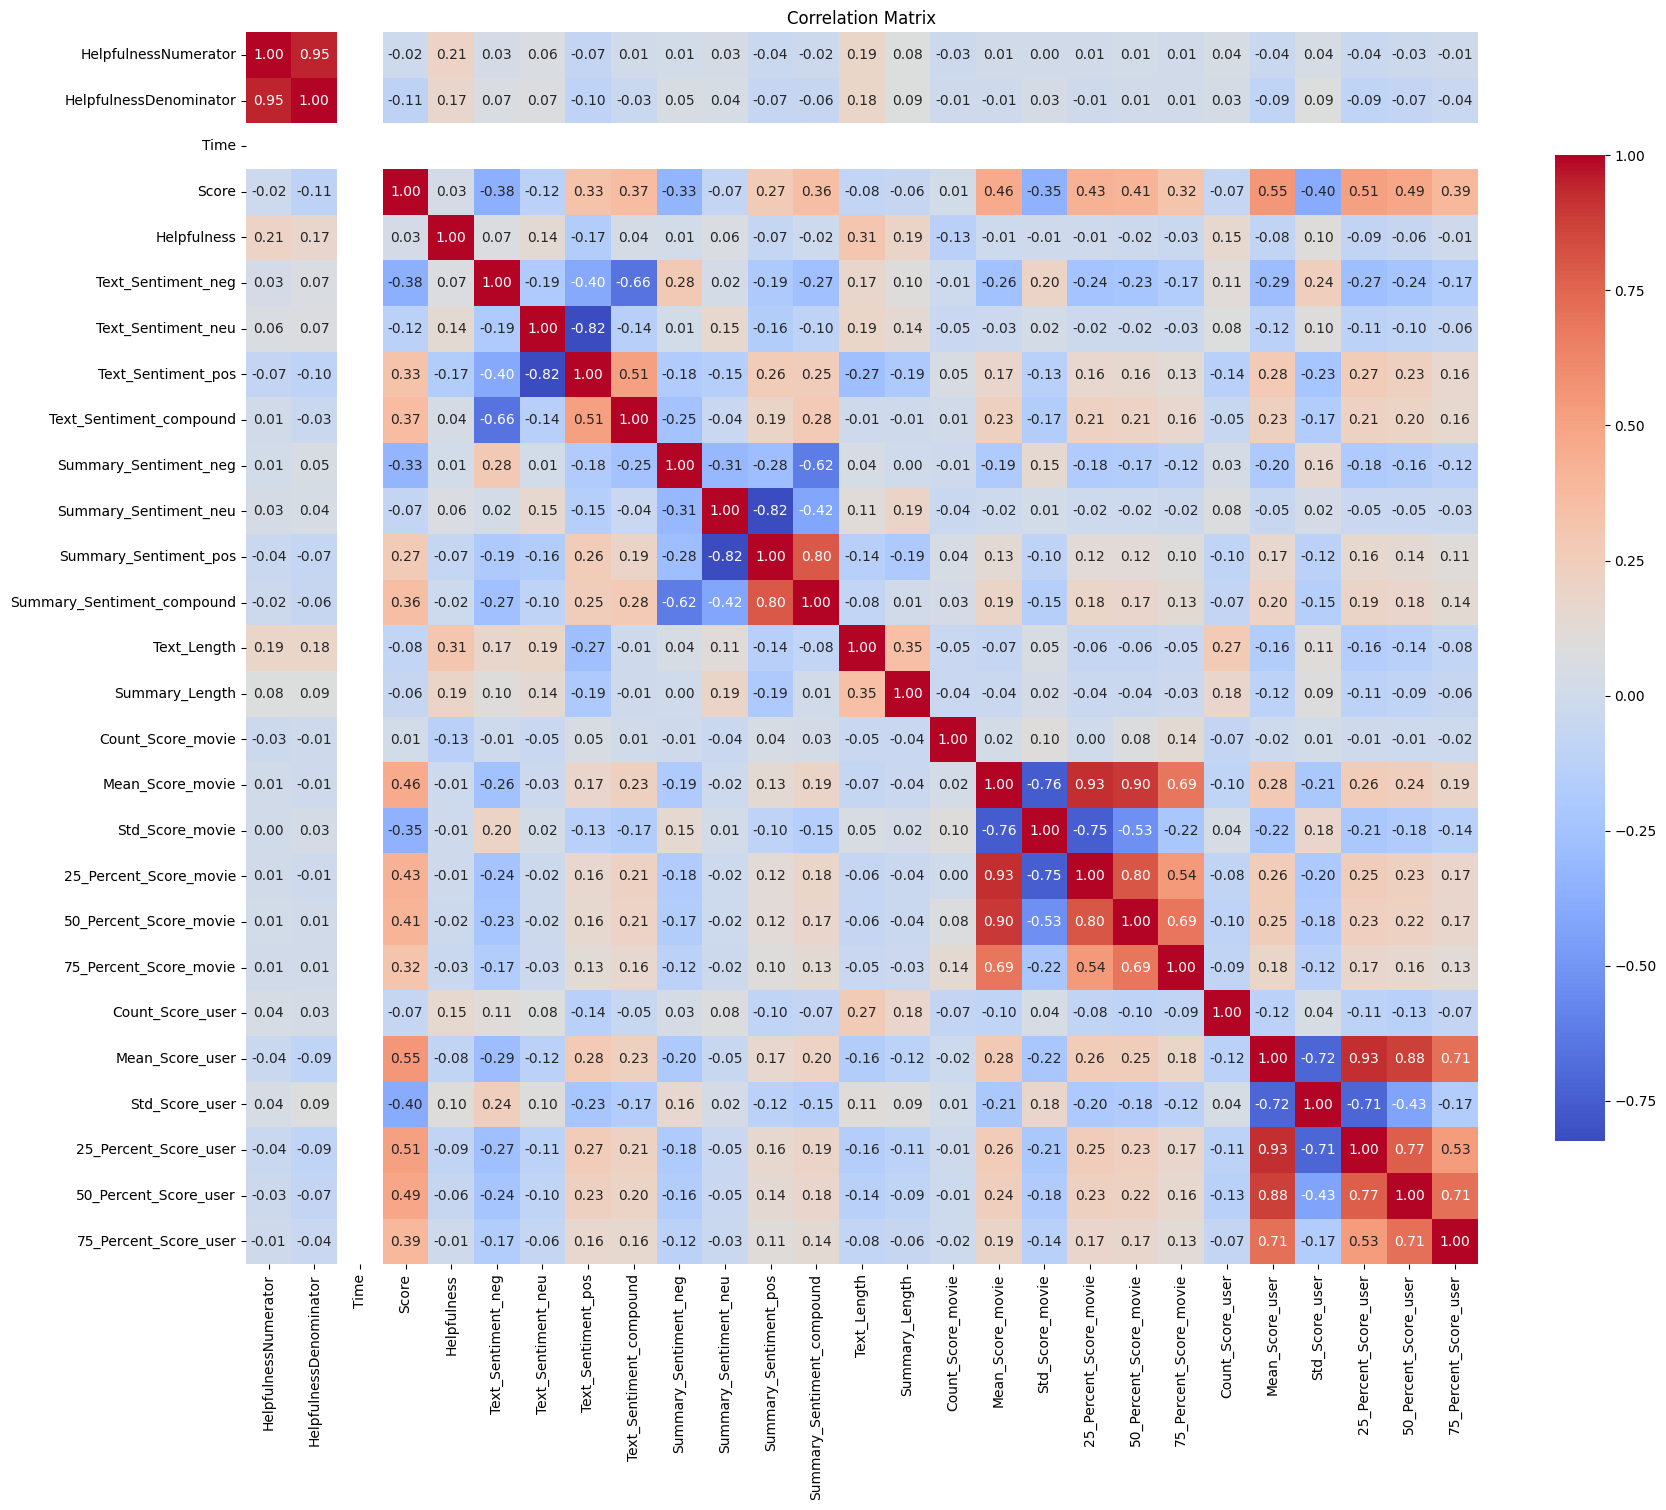 Correlation Matrix
HelpfulnessNumerator 1.00 0.95 -0.02 0.21 0.03 0.06 -0.07 0.01 0.01 0.03 -0.04 -0.02 0.19 0.08 -0.03 0.01 0.00 0.01 0.01 0.01 0.04 -0.04 0.04 -0.04 -0.03 -0.01
HelpfulnessDenominator 0.95 1.00 -0.11 0.17 0.07 0.07 -0.10 -0.03 0.05 0.04 -0.07 -0.06 0.18 0.09 -0.01 -0.01 0.03 -0.01 0.01 0.01 0.03 -0.09 0.09 -0.09 -0.07 -0.04
Time
1.00
Score -0.02 -0.11 1.00 0.03 -0.38 -0.12 0.33 0.37 -0.33 -0.07 0.27 0.36 -0.08 -0.06 0.01 0.46 -0.35 0.43 0.41 0.32 -0.07 0.55 -0.40 0.51 0.49 0.39
Helpfulness 0.21 0.17 0.03 1.00 0.07 0.14 -0.17 0.04 0.01 0.06 -0.07 -0.02 0.31 0.19 -0.13 -0.01 -0.01 -0.01 -0.02 -0.03 0.15 -0.08 0.10 -0.09 -0.06 -0.01
Text_Sentiment_neg 0.03 0.07 -0.38 0.07 1.00 -0.19 -0.40 -0.66 0.28 0.02 -0.19 -0.27 0.17 0.10 -0.01 -0.26 0.20 -0.24 -0.23 -0.17 0.11 -0.29 0.24 -0.27 -0.24 -0.17
0.75
Text_Sentiment_neu 0.06 0.07 -0.12 0.14 -0.19 1.00 -0.82 -0.14 0.01 0.15 -0.16 -0.10 0.19 0.14 -0.05 -0.03 0.02 -0.02 -0.02 -0.03 0.08 -0.12 0.10 -0.11 -0.10 -0.06
Text_Sentiment_pos -0.07 -0.10 0.33 -0.17 -0.40 -0.82 1.00 0.51 -0.18 -0.15 0.26 0.25 -0.27 -0.19 0.05 0.17 -0.13 0.16 0.16 0.13 -0.14 0.28 -0.23 0.27 0.23 0.16
Text_Sentiment_compound 0.01 -0.03 0.37 0.04 -0.66 -0.14 0.51 1.00 -0.25 -0.04 0.19 0.28 -0.01 -0.01 0.01 0.23 -0.17 0.21 0.21 0.16 -0.05 0.23 -0.17 0.21 0.20 0.16
0.50
Summary_Sentiment_neg 0.01 0.05 -0.33 0.01 0.28 0.01 -0.18 -0.25 1.00 -0.31 -0.28 -0.62 0.04 0.00 -0.01 -0.19 0.15 -0.18 -0.17 -0.12 0.03 -0.20 0.16 -0.18 -0.16 -0.12
Summary_Sentiment_neu 0.03 0.04 -0.07 0.06 0.02 0.15 -0.15 -0.04 -0.31 1.00 -0.82 -0.42 0.11 0.19 -0.04 -0.02 0.01 -0.02 -0.02 -0.02 0.08 -0.05 0.02 -0.05 -0.05 -0.03
Summary_Sentiment_pos -0.04 -0.07 0.27 -0.07 -0.19 -0.16 0.26 0.19 -0.28 -0.82 1.00 0.80 -0.14 -0.19 0.04 0.13 -0.10 0.12 0.12 0.10 -0.10 0.17 -0.12 0.16 0.14 0.11
0.25
Summary_Sentiment_compound -0.02 -0.06 0.36 -0.02 -0.27 -0.10 0.25 0.28 -0.62 -0.42 0.80 1.00 -0.08 0.01 0.03 0.19 -0.15 0.18 0.17 0.13 -0.07 0.20 -0.15 0.19 0.18 0.14
Text_Length 0.19 0.18 -0.08 0.31 0.17 0.19 -0.27 -0.01 0.04 0.11 -0.14 -0.08 1.00 0.35 -0.05 -0.07 0.05 -0.06 -0.06 -0.05 0.27 -0.16 0.11 -0.16 -0.14 -0.08
Summary_Length 0.08 0.09 -0.06 0.19 0.10 0.14 -0.19 -0.01 0.00 0.19 -0.19 0.01 0.35 1.00 -0.04 -0.04 0.02 -0.04 -0.04 -0.03 0.18 -0.12 0.09 -0.11 -0.09 -0.06
0.00
Count_Score_movie -0.03 -0.01 0.01 -0.13 -0.01 -0.05 0.05 0.01 -0.01 -0.04 0.04 0.03 -0.05 -0.04 1.00 0.02 0.10 0.00 0.08 0.14 -0.07 -0.02 0.01 -0.01 -0.01 -0.02
Mean_Score_movie 0.01 -0.01 0.46 -0.01 -0.26 -0.03 0.17 0.23 -0.19 -0.02 0.13 0.19 -0.07 -0.04 0.02 1.00 -0.76 0.93 0.90 0.69 -0.10 0.28 -0.21 0.26 0.24 0.19
Std_Score_movie 0.00 0.03 -0.35 -0.01 0.20 0.02 -0.13 -0.17 0.15 0.01 -0.10 -0.15 0.05 0.02 0.10 -0.76 1.00 -0.75 -0.53 -0.22 0.04 -0.22 0.18 -0.21 -0.18 -0.14
-0.25
25_Percent_Score_movie 0.01 -0.01 0.43 -0.01 -0.24 -0.02 0.16 0.21 -0.18 -0.02 0.12 0.18 -0.06 -0.04 0.00 0.93 -0.75 1.00 0.80 0.54 -0.08 0.26 -0.20 0.25 0.23 0.17
50_Percent_Score_movie 0.01 0.01 0.41 -0.02 -0.23 -0.02 0.16 0.21 -0.17 -0.02 0.12 0.17 -0.06 -0.04 0.08 0.90 -0.53 0.80 1.00 0.69 -0.10 0.25 -0.18 0.23 0.22 0.17
75_Percent_Score_movie 0.01 0.01 0.32 -0.03 -0.17 -0.03 0.13 0.16 -0.12 -0.02 0.10 0.13 -0.05 -0.03 0.14 0.69 -0.22 0.54 0.69 1.00 -0.09 0.18 -0.12 0.17 0.16 0.13
-0.50
Count_Score_user 0.04 0.03 -0.07 0.15 0.11 0.08 -0.14 -0.05 0.03 0.08 -0.10 -0.07 0.27 0.18 -0.07 -0.10 0.04 -0.08 -0.10 -0.09 1.00 -0.12 0.04 -0.11 -0.13 -0.07
Mean_Score_user -0.04 -0.09 0.55 -0.08 -0.29 -0.12 0.28 0.23 -0.20 -0.05 0.17 0.20 -0.16 -0.12 -0.02 0.28 -0.22 0.26 0.25 0.18 -0.12 1.00 -0.72 0.93 0.88 0.71
Std_Score_user 0.04 0.09 -0.40 0.10 0.24 0.10 -0.23 -0.17 0.16 0.02 -0.12 -0.15 0.11 0.09 0.01 -0.21 0.18 -0.20 -0.18 -0.12 0.04 -0.72 1.00 -0.71 -0.43 -0.17
-0.75
25_Percent_Score_user -0.04 -0.09 0.51 -0.09 -0.27 -0.11 0.27 0.21 -0.18 -0.05 0.16 0.19 -0.16 -0.11 -0.01 0.26 -0.21 0.25 0.23 0.17 -0.11 0.93 -0.71 1.00 0.77 0.53
50_Percent_Score_user -0.03 -0.07 0.49 -0.06 -0.24 -0.10 0.23 0.20 -0.16 -0.05 0.14 0.18 -0.14 -0.09 -0.01 0.24 -0.18 0.23 0.22 0.16 -0.13 0.88 -0.43 0.77 1.00 0.71
75_Percent_Score_user -0.01 -0.04 0.39 -0.01 -0.17 -0.06 0.16 0.16 -0.12 -0.03 0.11 0.14 -0.08 -0.06 -0.02 0.19 -0.14 0.17 0.17 0.13 -0.07 0.71 -0.17 0.53 0.71 1.00
HelpfulnessNumerator
HelpfulnessDenominator
Time
Score
Helpfulness
Text_Sentiment_neg
Text_Sentiment_neu
Text_Sentiment_pos
Text_Sentiment_compound
Summary_Sentiment_neg
Summary_Sentiment_neu
Summary_Sentiment_pos
Summary_Sentiment_compound
Text_Length
Summary_Length
Count_Score_movie
Mean_Score_movie
Std_Score_movie
25_Percent_Score_movie
50_Percent_Score_movie
75_Percent_Score_movie
Count_Score_user
Mean_Score_user
Std_Score_user
25_Percent_Score_user
50_Percent_Score_user
75_Percent_Score_user